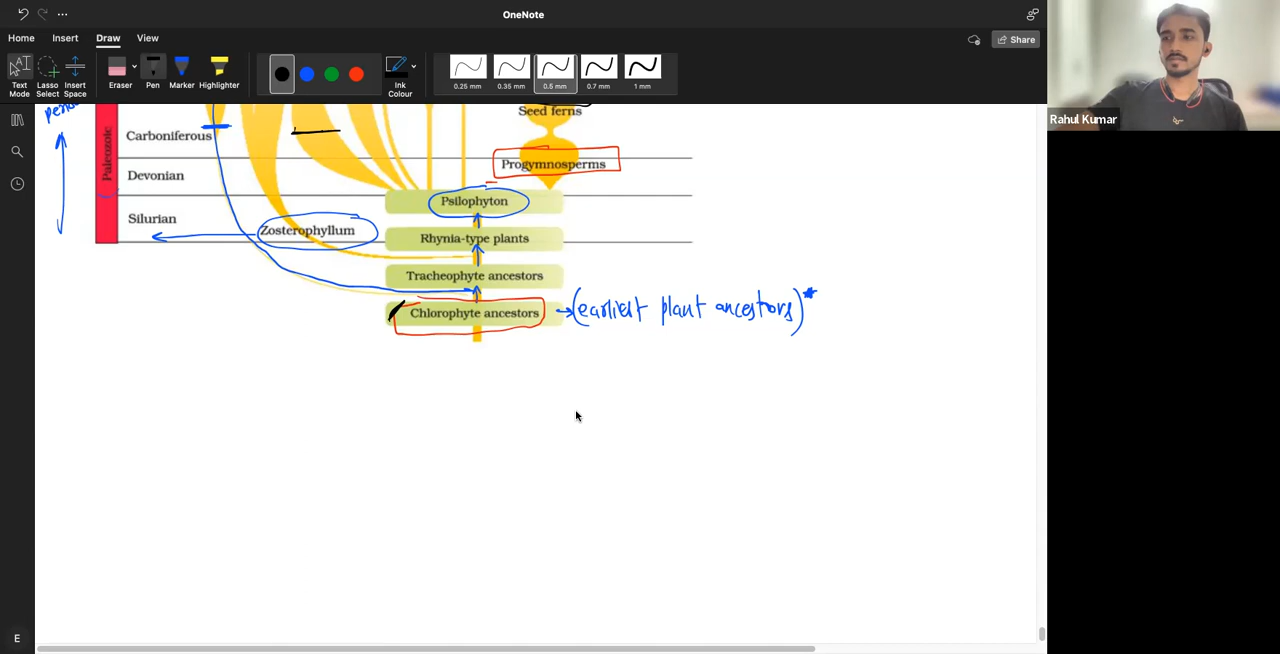 OneNote
Home Insert Draw View
Share
Text Mode
Lasso Select
Insert Space
Eraser
Pen
Marker
Highlighter
Ink Colour
0.25 mm
0.35 mm
0.5 mm
0.7 mm
1 mm
Rahul Kumar
Seed ferns
Paleozoic
Carboniferous
Progymnosperms
Devonian
Psilophyton
Silurian
Zosterophyllum
Rhynia-type plants
Tracheophyte ancestors
Chlorophyte ancestors
(earliest plant ancestors)*
E